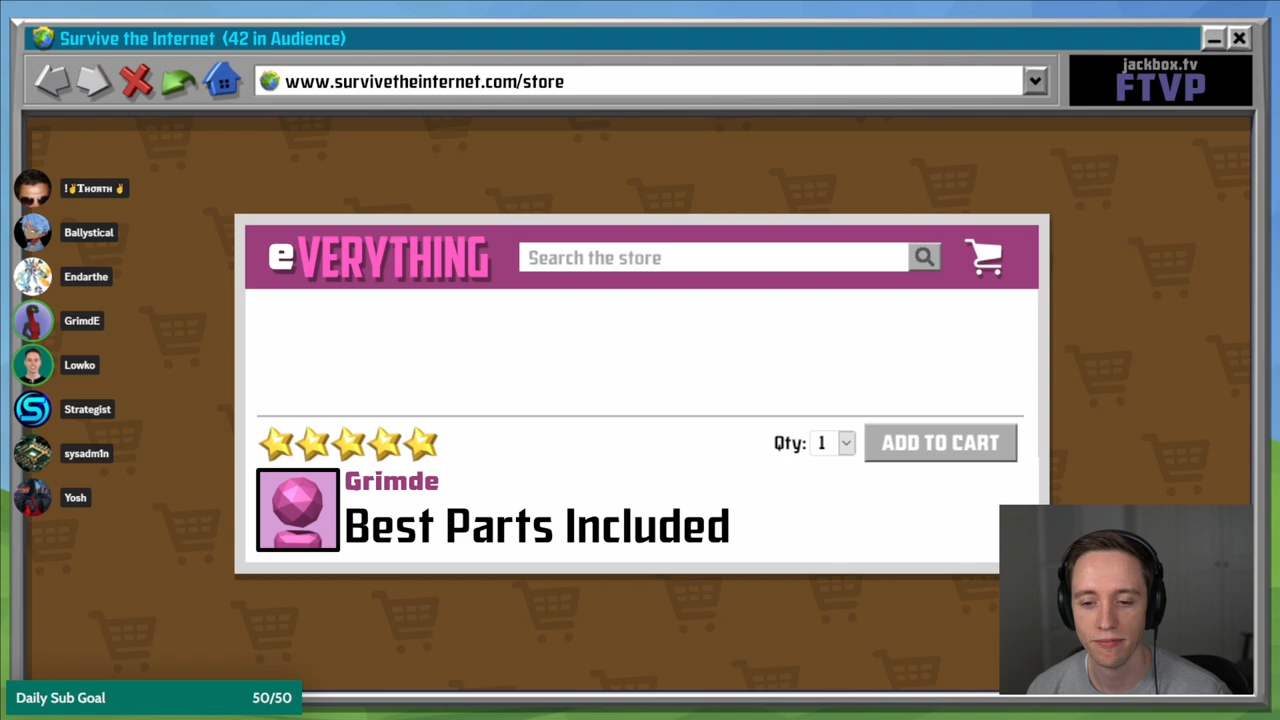 Survive the Internet (42 in Audience)
www.survivetheinternet.com/store
jackbox.tv
FTVP
!✌Thorth ✌
Ballystical
Endarthe
GrimdE
Lowko
Strategist
sysadm1n
Yosh
eVERYTHING
Search the store
Qty: 1
ADD TO CART
Grimde
Best Parts Included
Daily Sub Goal 50/50